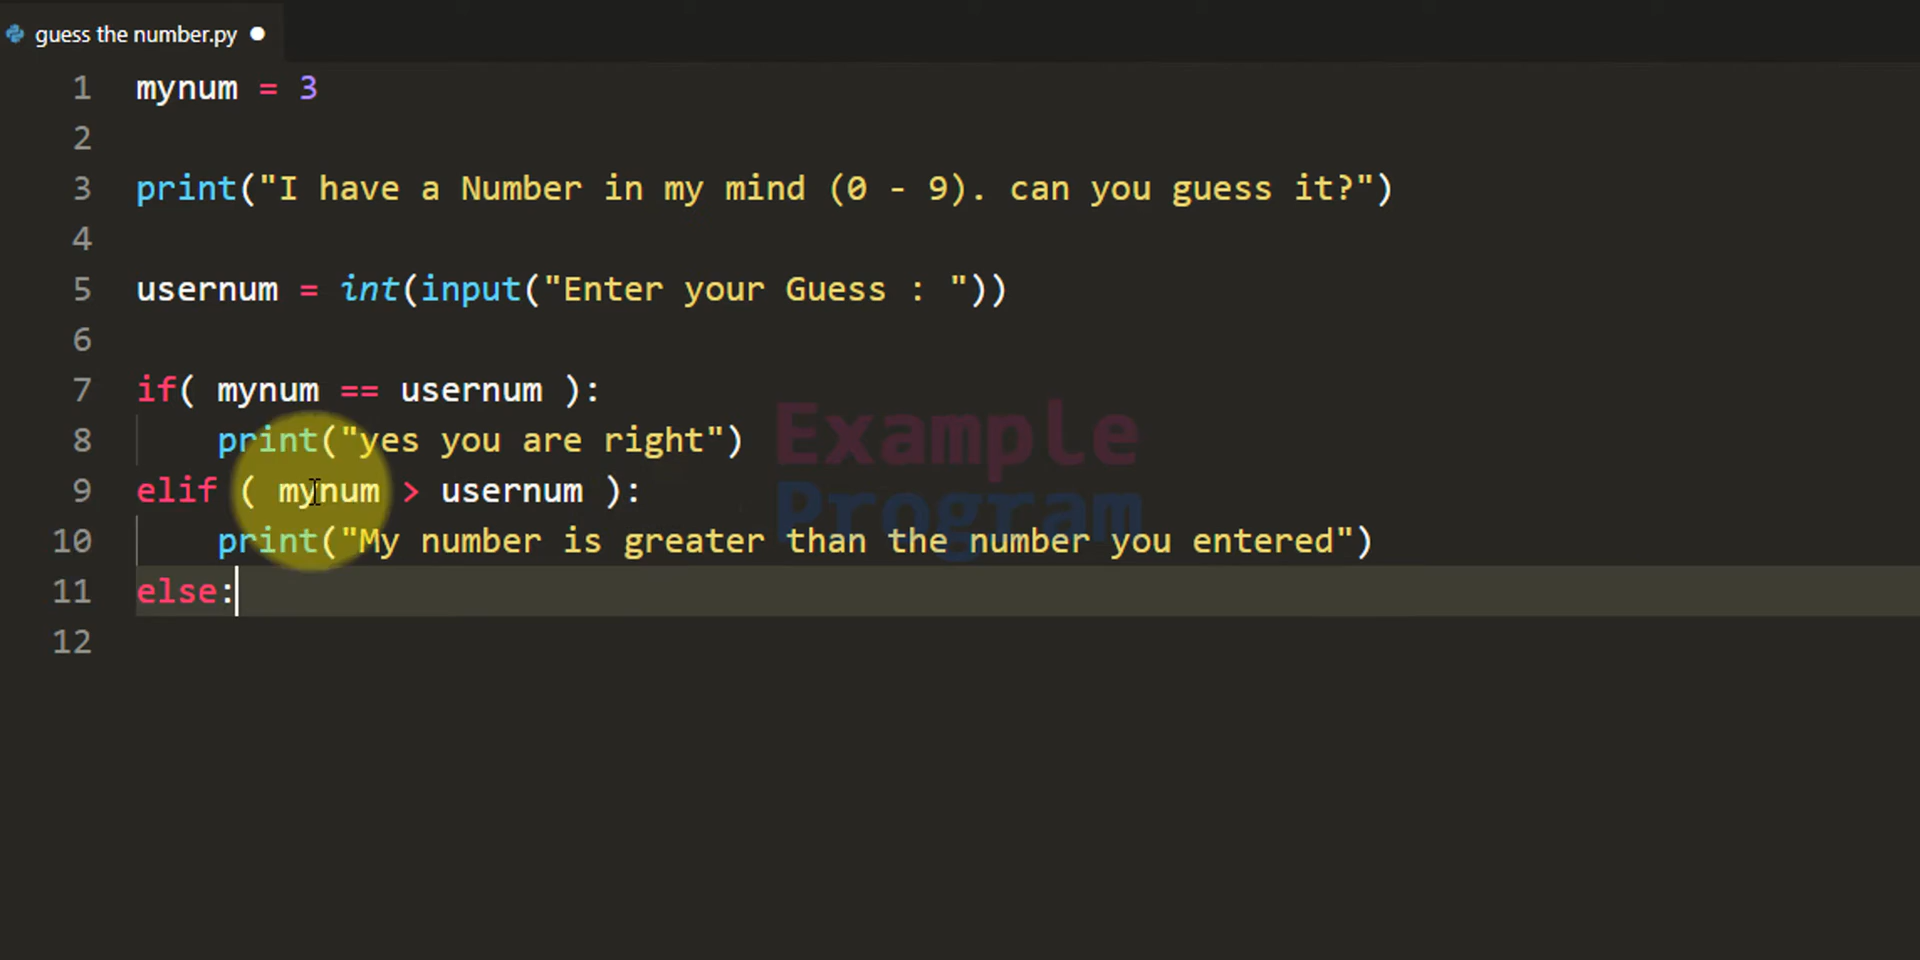 guess the number.py
1 mynum = 3
2
3 print("I have a Number in my mind (0 - 9). can you guess it?")
4
5 usernum = int(input("Enter your Guess : "))
6
7 if( mynum == usernum ):
8     print("yes you are right")
9 elif ( mynum > usernum ):
10     print("My number is greater than the number you entered")
11 else:
12
Example
Program